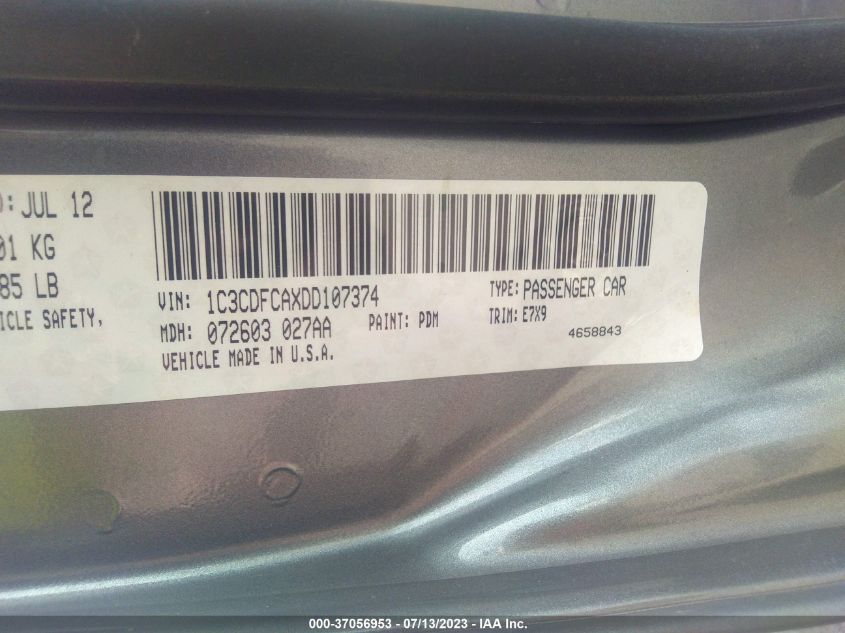 D: JUL 12
01 KG
85 LB
ICLE SAFETY,
VIN: 1C3CDFCAXDD107374
TYPE: PASSENGER CAR
MDH: 072603 027AA
PAINT: PDM
TRIM: E7X9
VEHICLE MADE IN U.S.A.
4658843
000-37056953 / 07/13/2023 - IAA Inc.